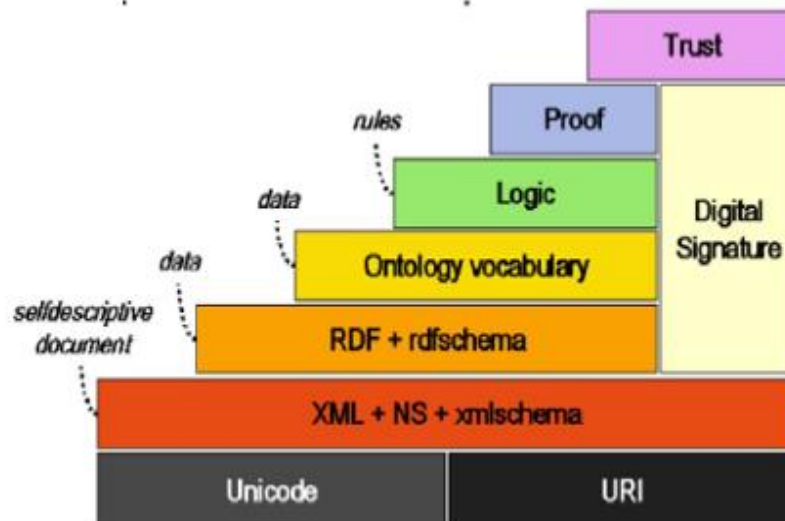 Trust
Proof
rules
Logic
Digital
Signature
data
Ontology vocabulary
data
RDF + rdfschema
selfdescriptive
document
XML + NS + xmlschema
Unicode
URI